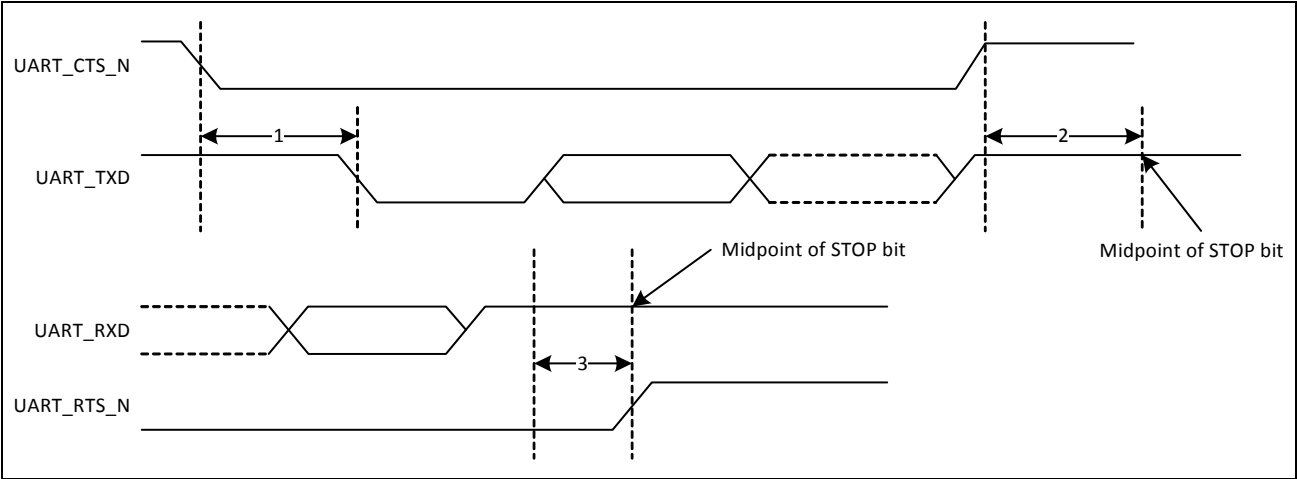 UART_CTS_N
1
2
UART_TXD
Midpoint of STOP bit
Midpoint of STOP bit
UART_RXD
3
UART_RTS_N